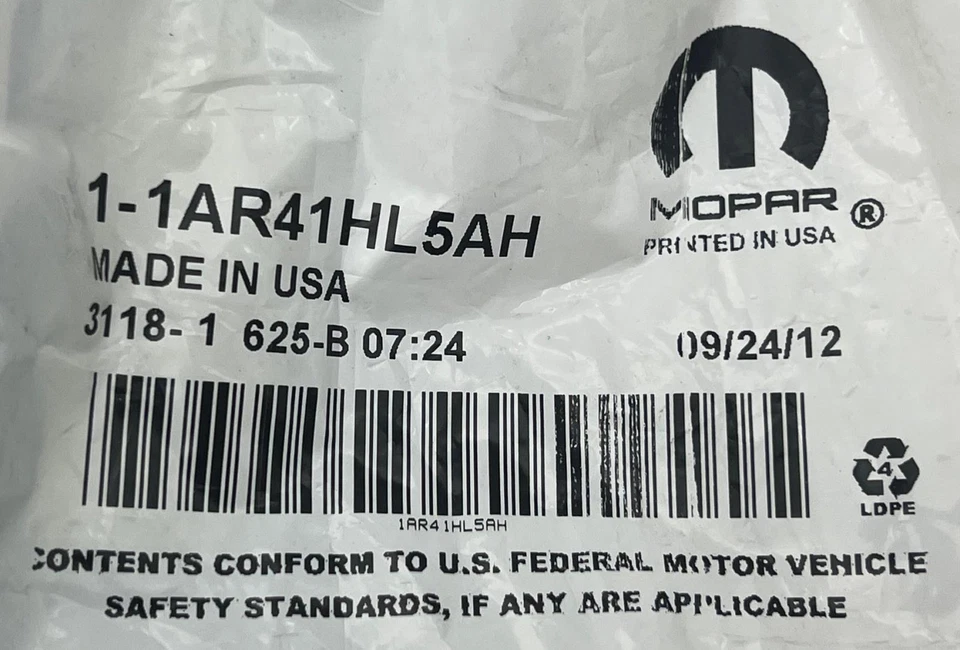 MOPAR ®
PRINTED IN USA
1-1AR41HL5AH
MADE IN USA
3118-1 625-B 07:24 09/24/12
1AR41HL5AH
4
LDPE
CONTENTS CONFORM TO U.S. FEDERAL MOTOR VEHICLE
SAFETY STANDARDS, IF ANY ARE APPLICABLE